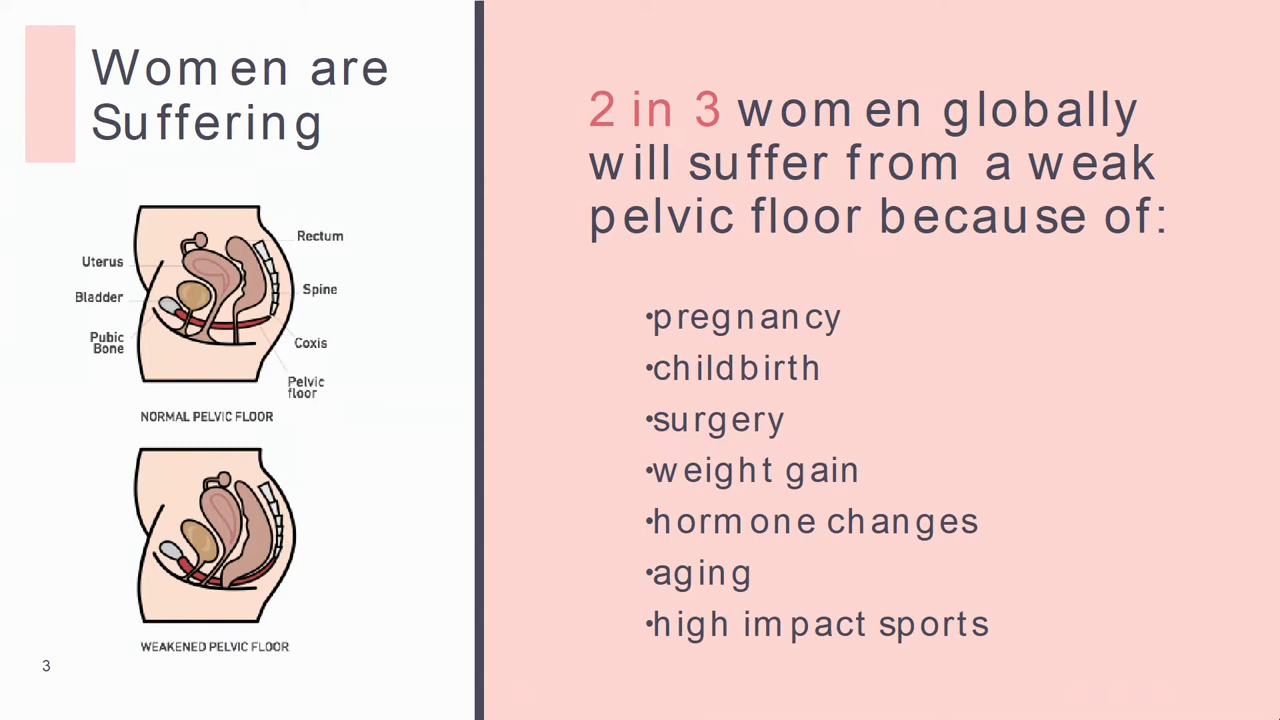 Women are
Suffering
Rectum
Uterus
Spine
Bladder
Pubic
Bone
Coxis
Pelvic
floor
NORMAL PELVIC FLOOR
WEAKENED PELVIC FLOOR
3
2 in 3 women globally
will suffer from a weak
pelvic floor because of:
•pregnancy
•childbirth
•surgery
•weight gain
•hormone changes
•aging
•high impact sports